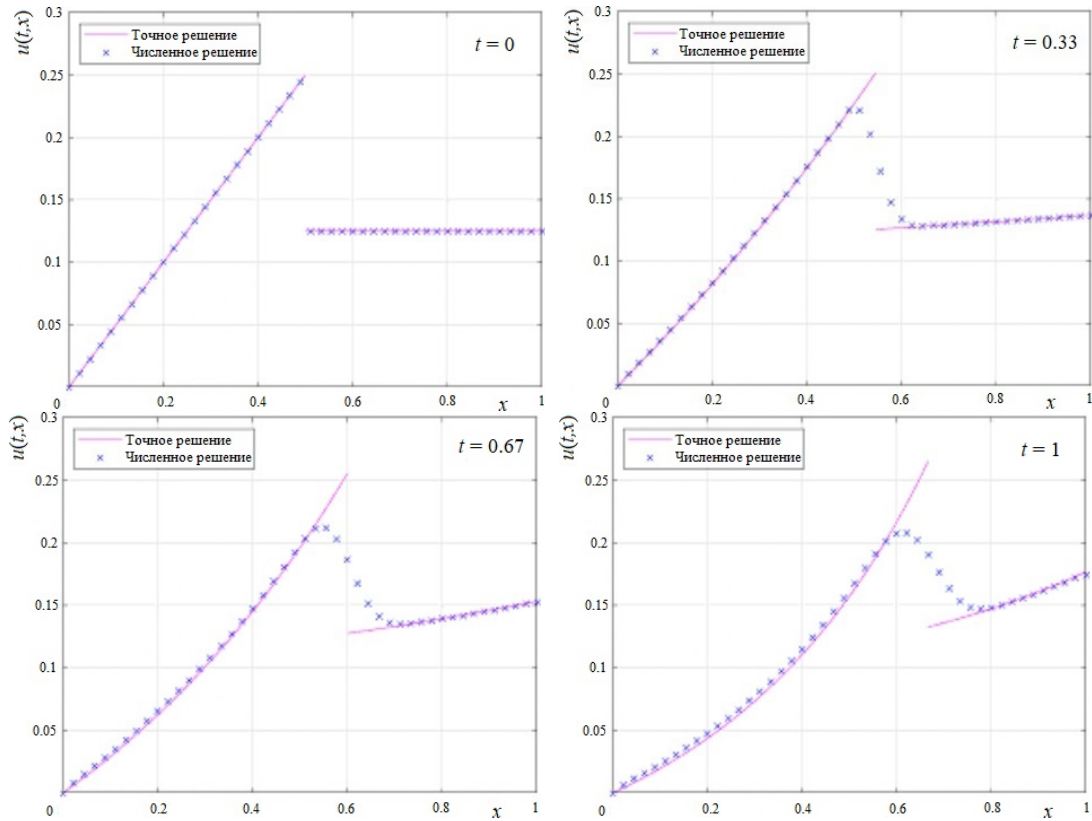 u(t,x)
0.3
0.25
0.2
0.15
0.1
0.05
0
0.2
0.4
0.6
0.8
x
1
Точное решение
Численное решение
t = 0
u(t,x)
0.3
0.25
0.2
0.15
0.1
0.05
0
0.2
0.4
0.6
0.8
x
1
Точное решение
Численное решение
t = 0.33
u(t,x)
0.3
0.25
0.2
0.15
0.1
0.05
0
0.2
0.4
0.6
0.8
x
1
Точное решение
Численное решение
t = 0.67
u(t,x)
0.3
0.25
0.2
0.15
0.1
0.05
0
0.2
0.4
0.6
0.8
x
1
Точное решение
Численное решение
t = 1